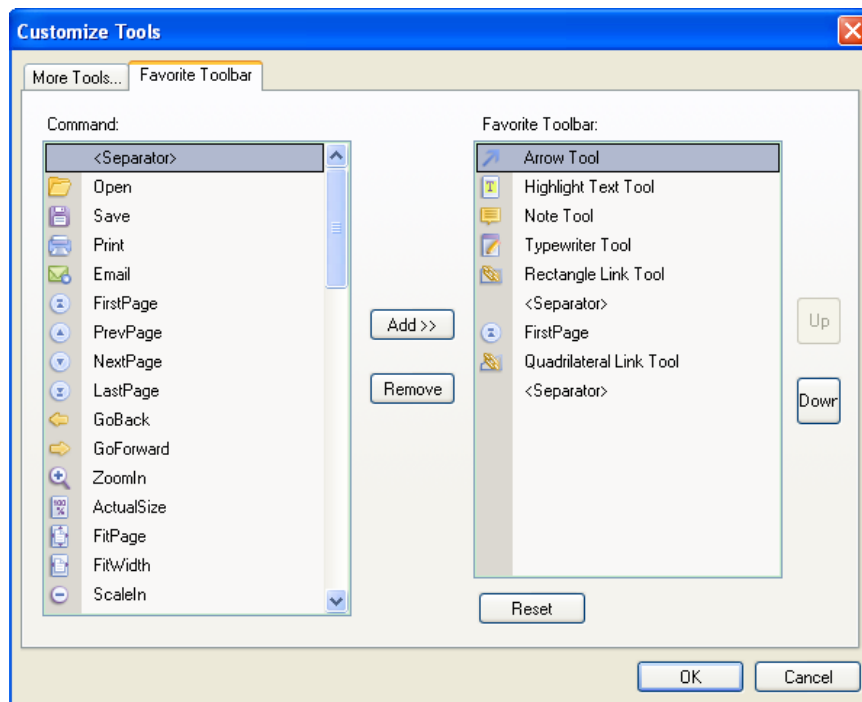 Customize Tools
More Tools...
Favorite Toolbar
Command:
<Separator>
Open
Save
Print
Email
FirstPage
PrevPage
NextPage
LastPage
GoBack
GoForward
ZoomIn
ActualSize
FitPage
FitWidth
ScaleIn
Add >>
Remove
Favorite Toolbar:
Arrow Tool
Highlight Text Tool
Note Tool
Typewriter Tool
Rectangle Link Tool
<Separator>
FirstPage
Quadrilateral Link Tool
<Separator>
Up
Dowr
Reset
OK
Cancel